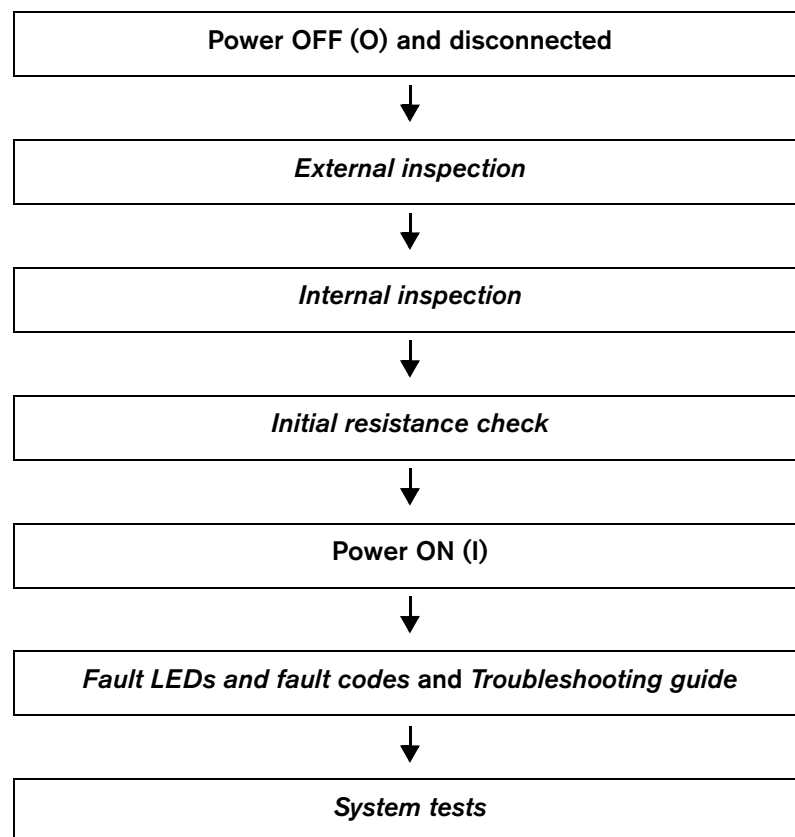 Power OFF (O) and disconnected
External inspection
Internal inspection
Initial resistance check
Power ON (I)
Fault LEDs and fault codes and Troubleshooting guide
System tests